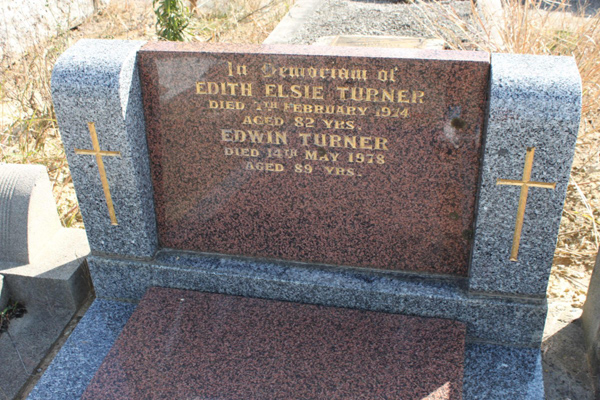 In Memoriam of
EDITH ELSIE TURNER
DIED 7TH FEBRUARY 1974
AGED 82 YRS.
EDWIN TURNER
DIED 14TH MAY 1978
AGED 89 YRS.